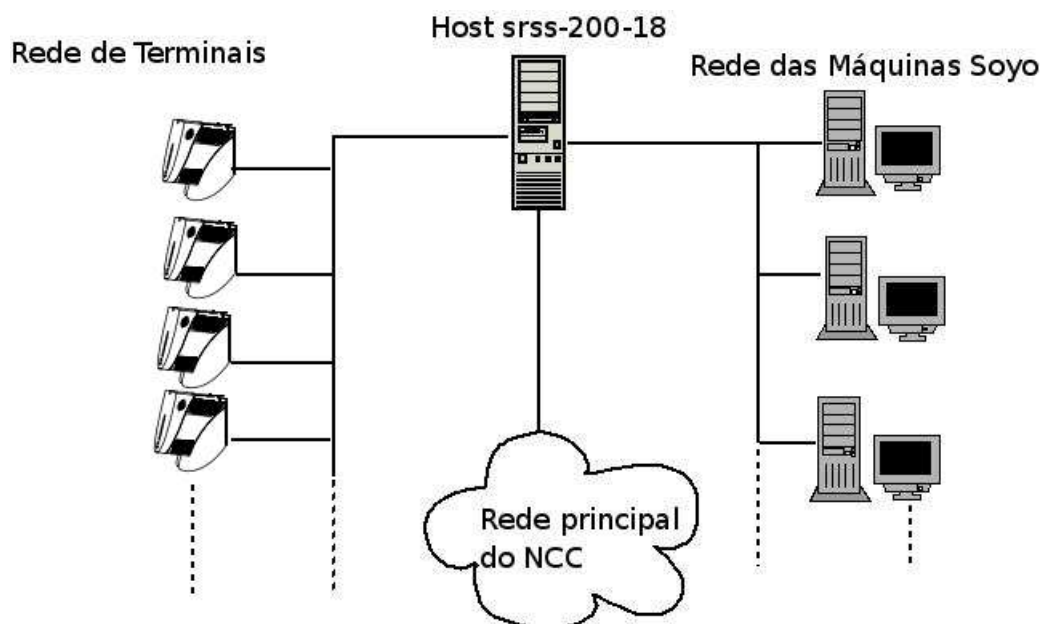 Host srss-200-18
Rede de Terminais
Rede das Máquinas Soyo
Rede principal
do NCC